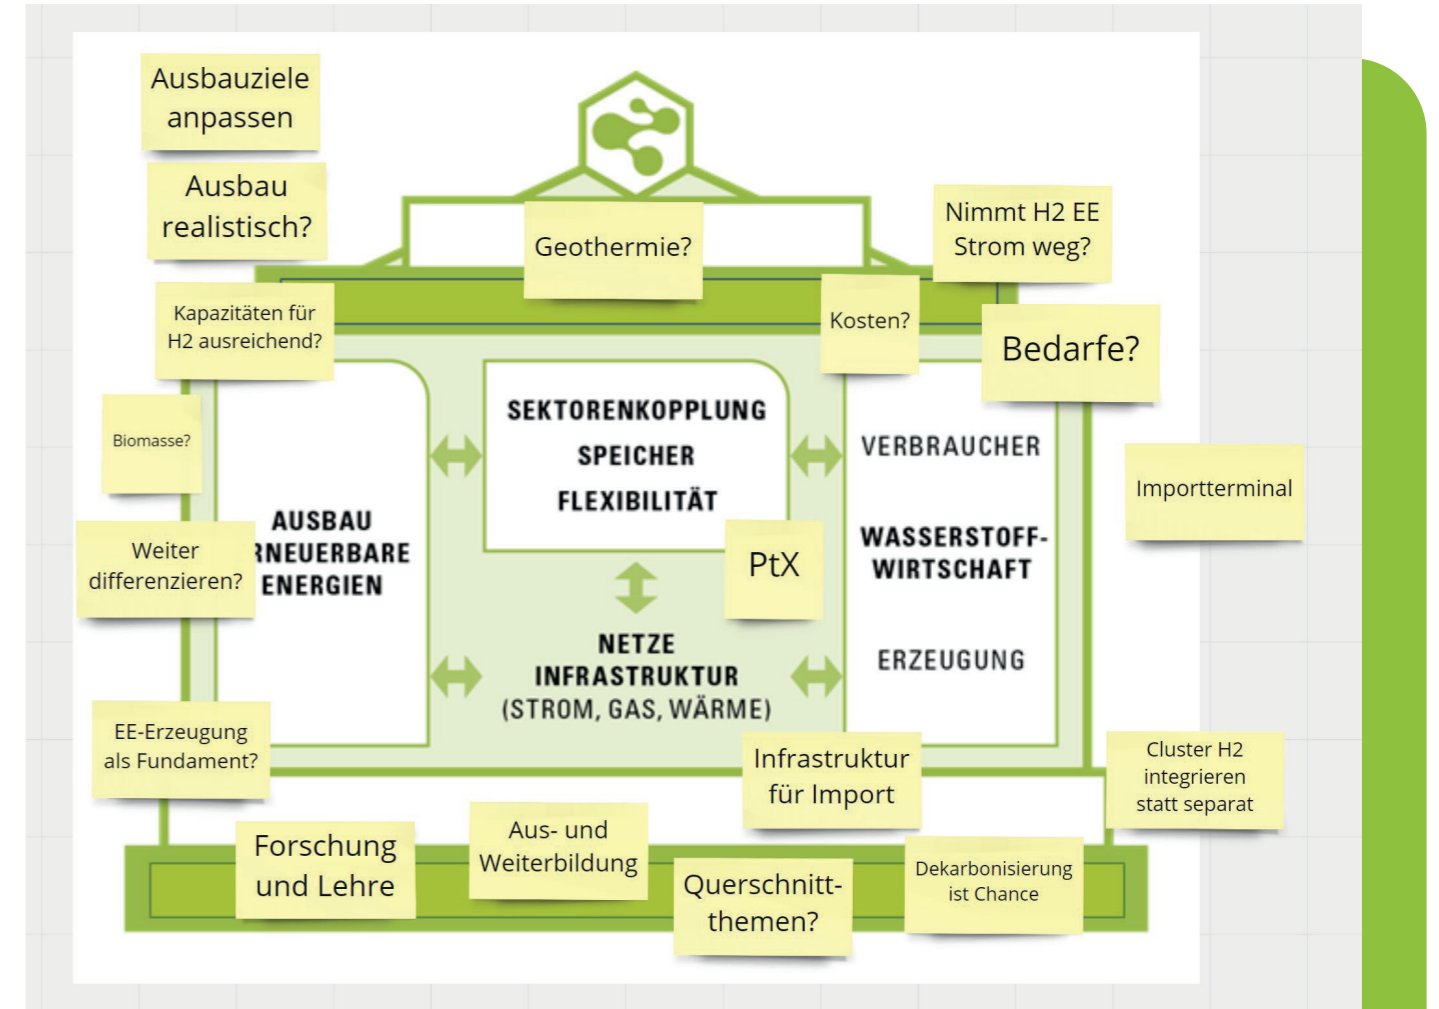 Ausbauziele
anpassen
Ausbau
realistisch?
Geothermie?
Nimmt H2 EE
Strom weg?
Kapazitäten für
H2 ausreichend?
Kosten?
Bedarfe?
Biomasse?
SEKTORENKOPPLUNG
SPEICHER
FLEXIBILITÄT
VERBRAUCHER
Importterminal
Weiter
differenzieren?
AUSBAU
RNEUERBARE
ENERGIEN
PtX
WASSERSTOFF-
WIRTSCHAFT
NETZE
INFRASTRUKTUR
(STROM, GAS, WÄRME)
ERZEUGUNG
EE-Erzeugung
als Fundament?
Infrastruktur
für Import
Cluster H2
integrieren
statt separat
Forschung
und Lehre
Aus- und
Weiterbildung
Querschnitt-
themen?
Dekarbonisierung
ist Chance